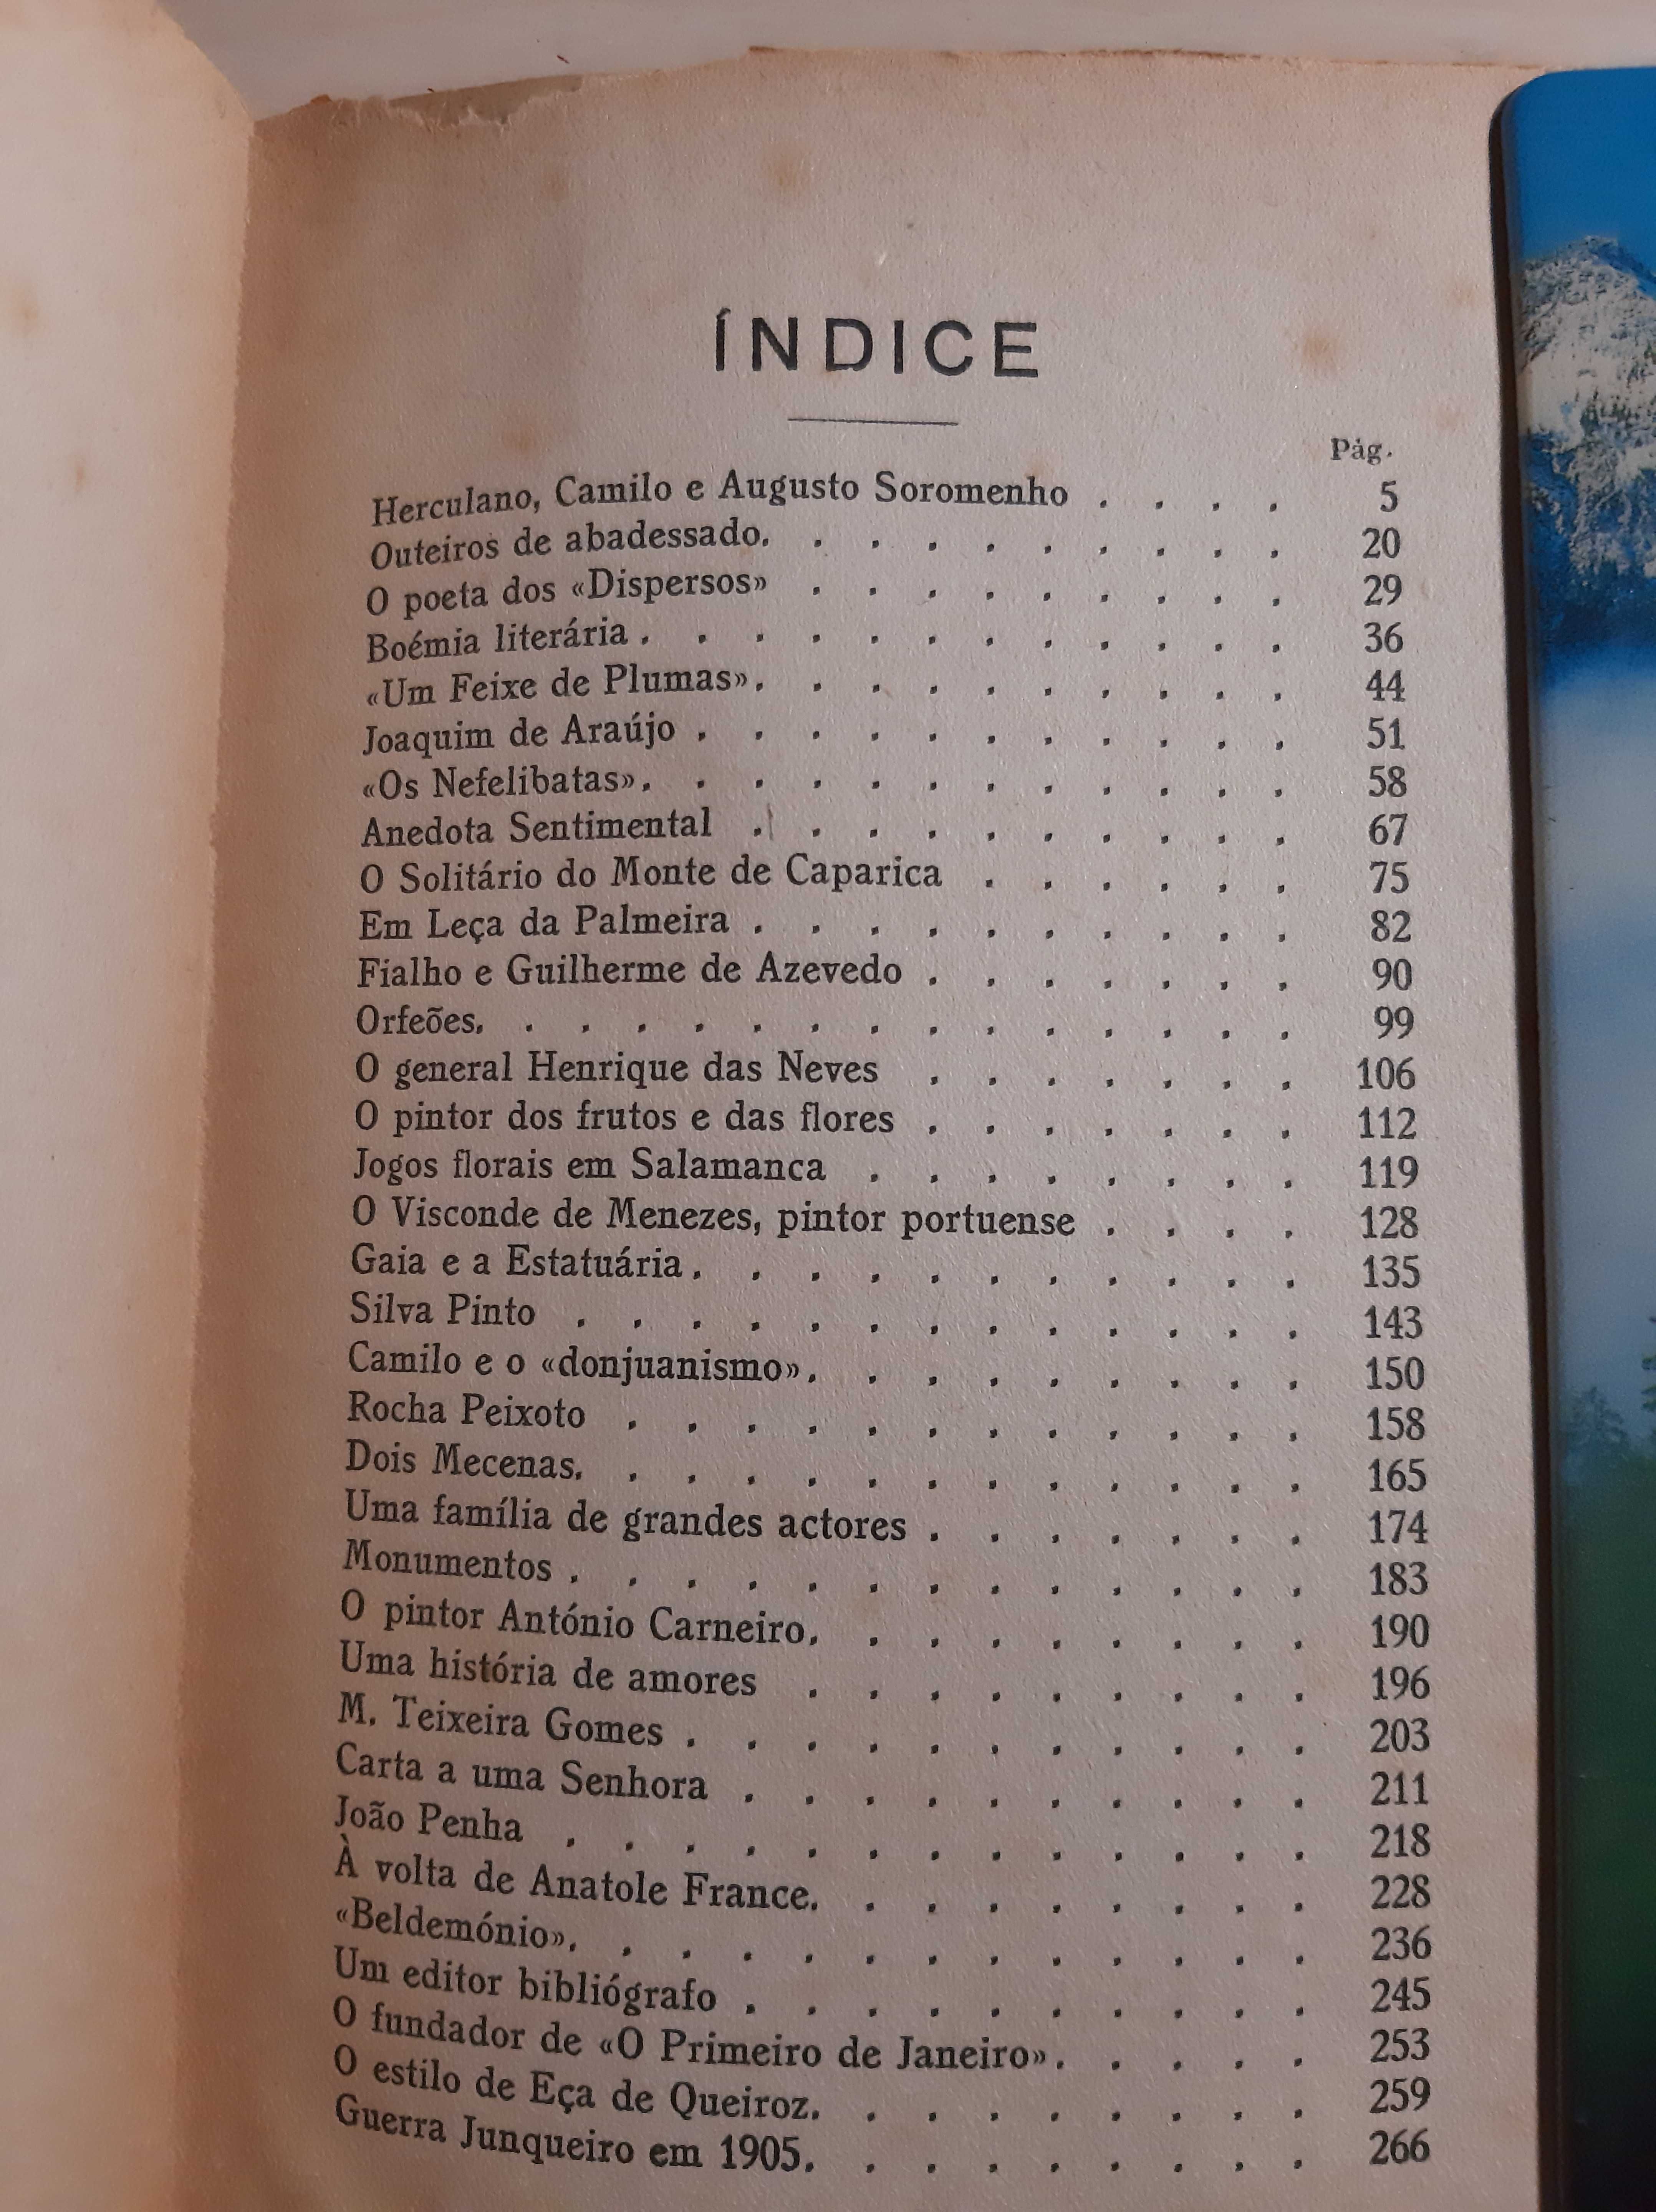 ÍNDICE
Pág.
Herculano, Camilo e Augusto Soromenho . . . . 5
Outeiros de abadessado. . . . . . . . . . 20
O poeta dos «Dispersos» . . . . . . . . . 29
Boémia literária . . . . . . . . . . . . 36
«Um Feixe de Plumas». . . . . . . . . . 44
Joaquim de Araújo . . . . . . . . . . . 51
«Os Nefelibatas». . . . . . . . . . . . 58
Anedota Sentimental . . . . . . . . . . 67
O Solitário do Monte de Caparica . . . . . . 75
Em Leça da Palmeira . . . . . . . . . . 82
Fialho e Guilherme de Azevedo . . . . . . . 90
Orfeões. . . . . . . . . . . . . . . 99
O general Henrique das Neves . . . . . . . 106
O pintor dos frutos e das flores . . . . . . . 112
Jogos florais em Salamanca . . . . . . . . 119
O Visconde de Menezes, pintor portuense . . . . 128
Gaia e a Estatuária . . . . . . . . . . . 135
Silva Pinto . . . . . . . . . . . . . 143
Camilo e o «donjuanismo». . . . . . . . . 150
Rocha Peixoto . . . . . . . . . . . . 158
Dois Mecenas. . . . . . . . . . . . . 165
Uma família de grandes actores . . . . . . . 174
Monumentos . . . . . . . . . . . . . 183
O pintor António Carneiro. . . . . . . . . 190
Uma história de amores . . . . . . . . . 196
M. Teixeira Gomes . . . . . . . . . . . 203
Carta a uma Senhora . . . . . . . . . . 211
João Penha . . . . . . . . . . . . . 218
À volta de Anatole France. . . . . . . . . 228
«Beldemónio». . . . . . . . . . . . . 236
Um editor bibliógrafo . . . . . . . . . . 245
O fundador de «O Primeiro de Janeiro». . . . . 253
O estilo de Eça de Queiroz. . . . . . . . . 259
Guerra Junqueiro em 1905. . . . . . . . . 266